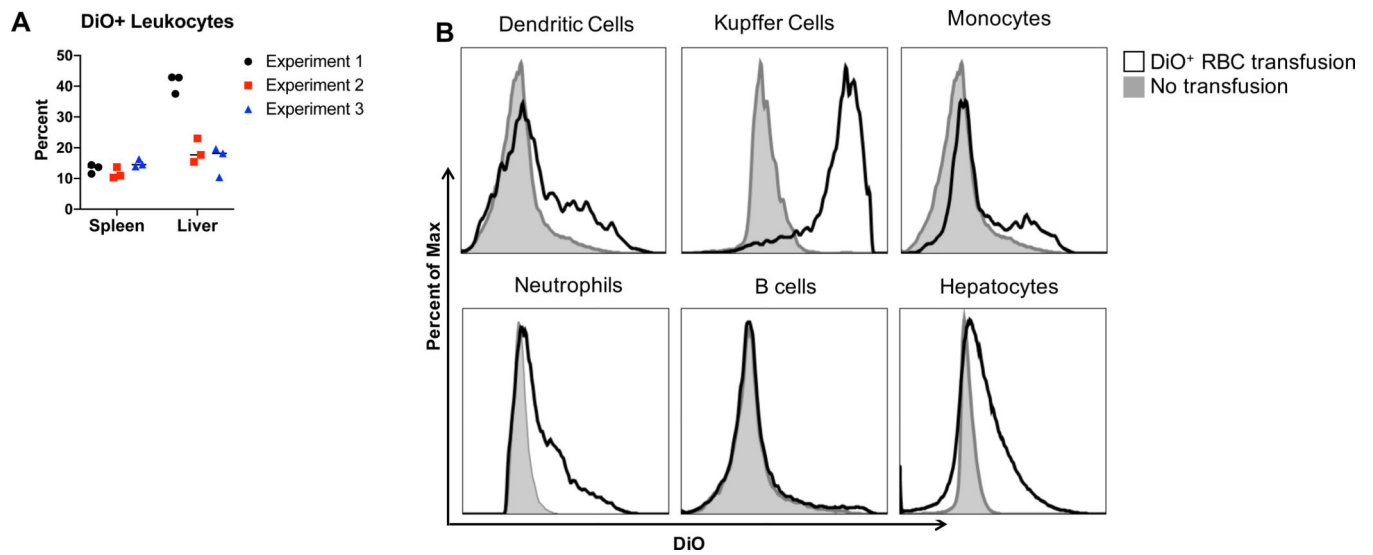 A
DiO+ Leukocytes
50
40
30
20
10
0
Percent
Spleen
Liver
Experiment 1
Experiment 2
Experiment 3
B
Dendritic Cells
Kupffer Cells
Monocytes
Neutrophils
B cells
Hepatocytes
Percent of Max
DiO
DiO⁺ RBC transfusion
No transfusion